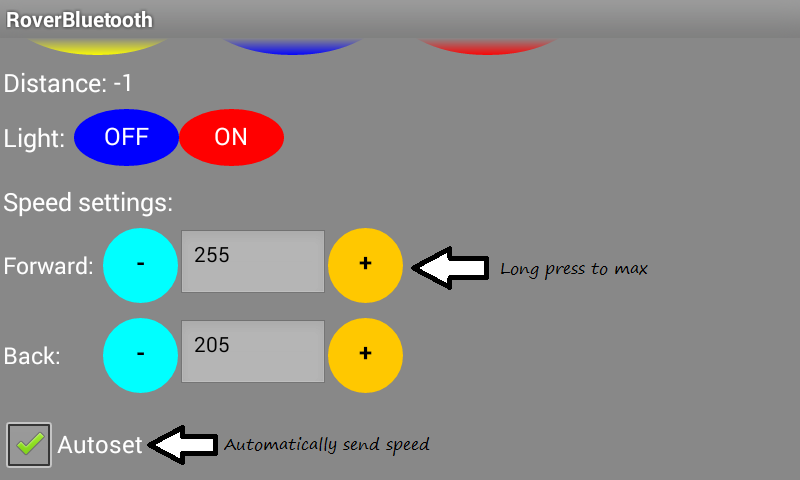 RoverBluetooth
Distance: -1
Light: OFF ON
Speed settings:
Forward: - 255 + Long press to max
Back: - 205 +
Autoset Automatically send speed